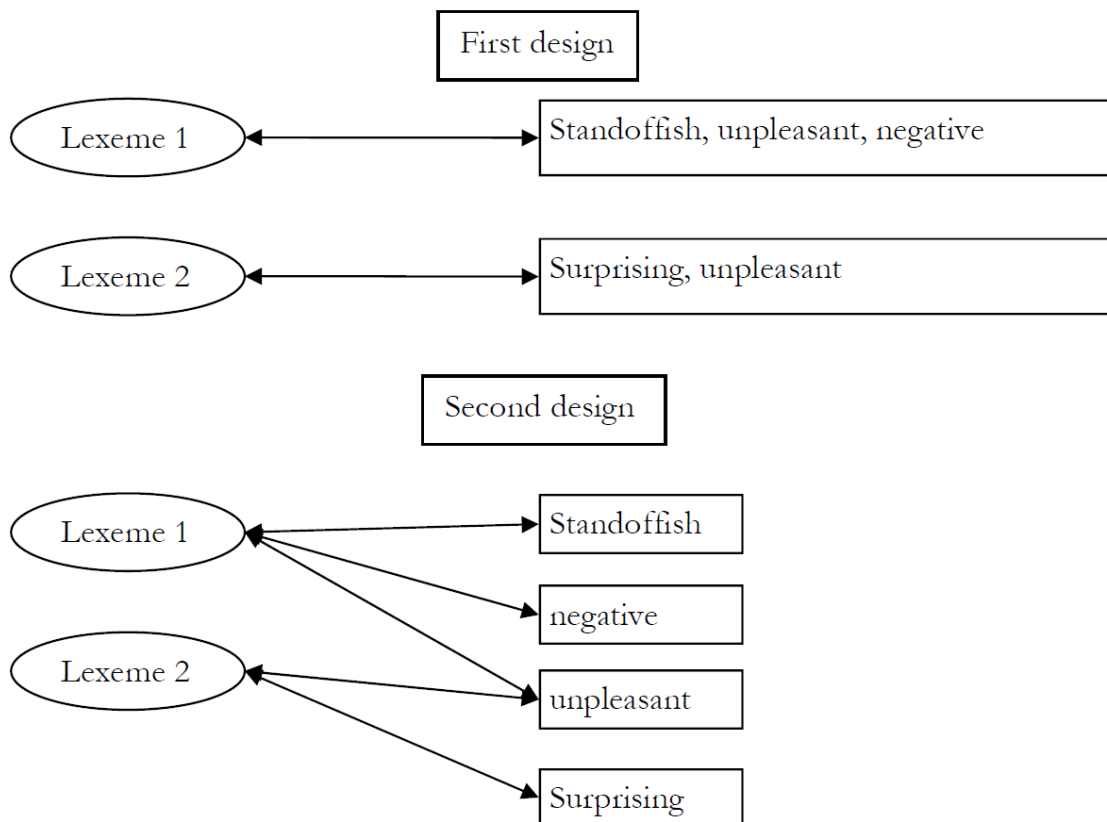 First design
Lexeme 1
Standoffish, unpleasant, negative
Lexeme 2
Surprising, unpleasant
Second design
Lexeme 1
Standoffish
negative
Lexeme 2
unpleasant
Surprising